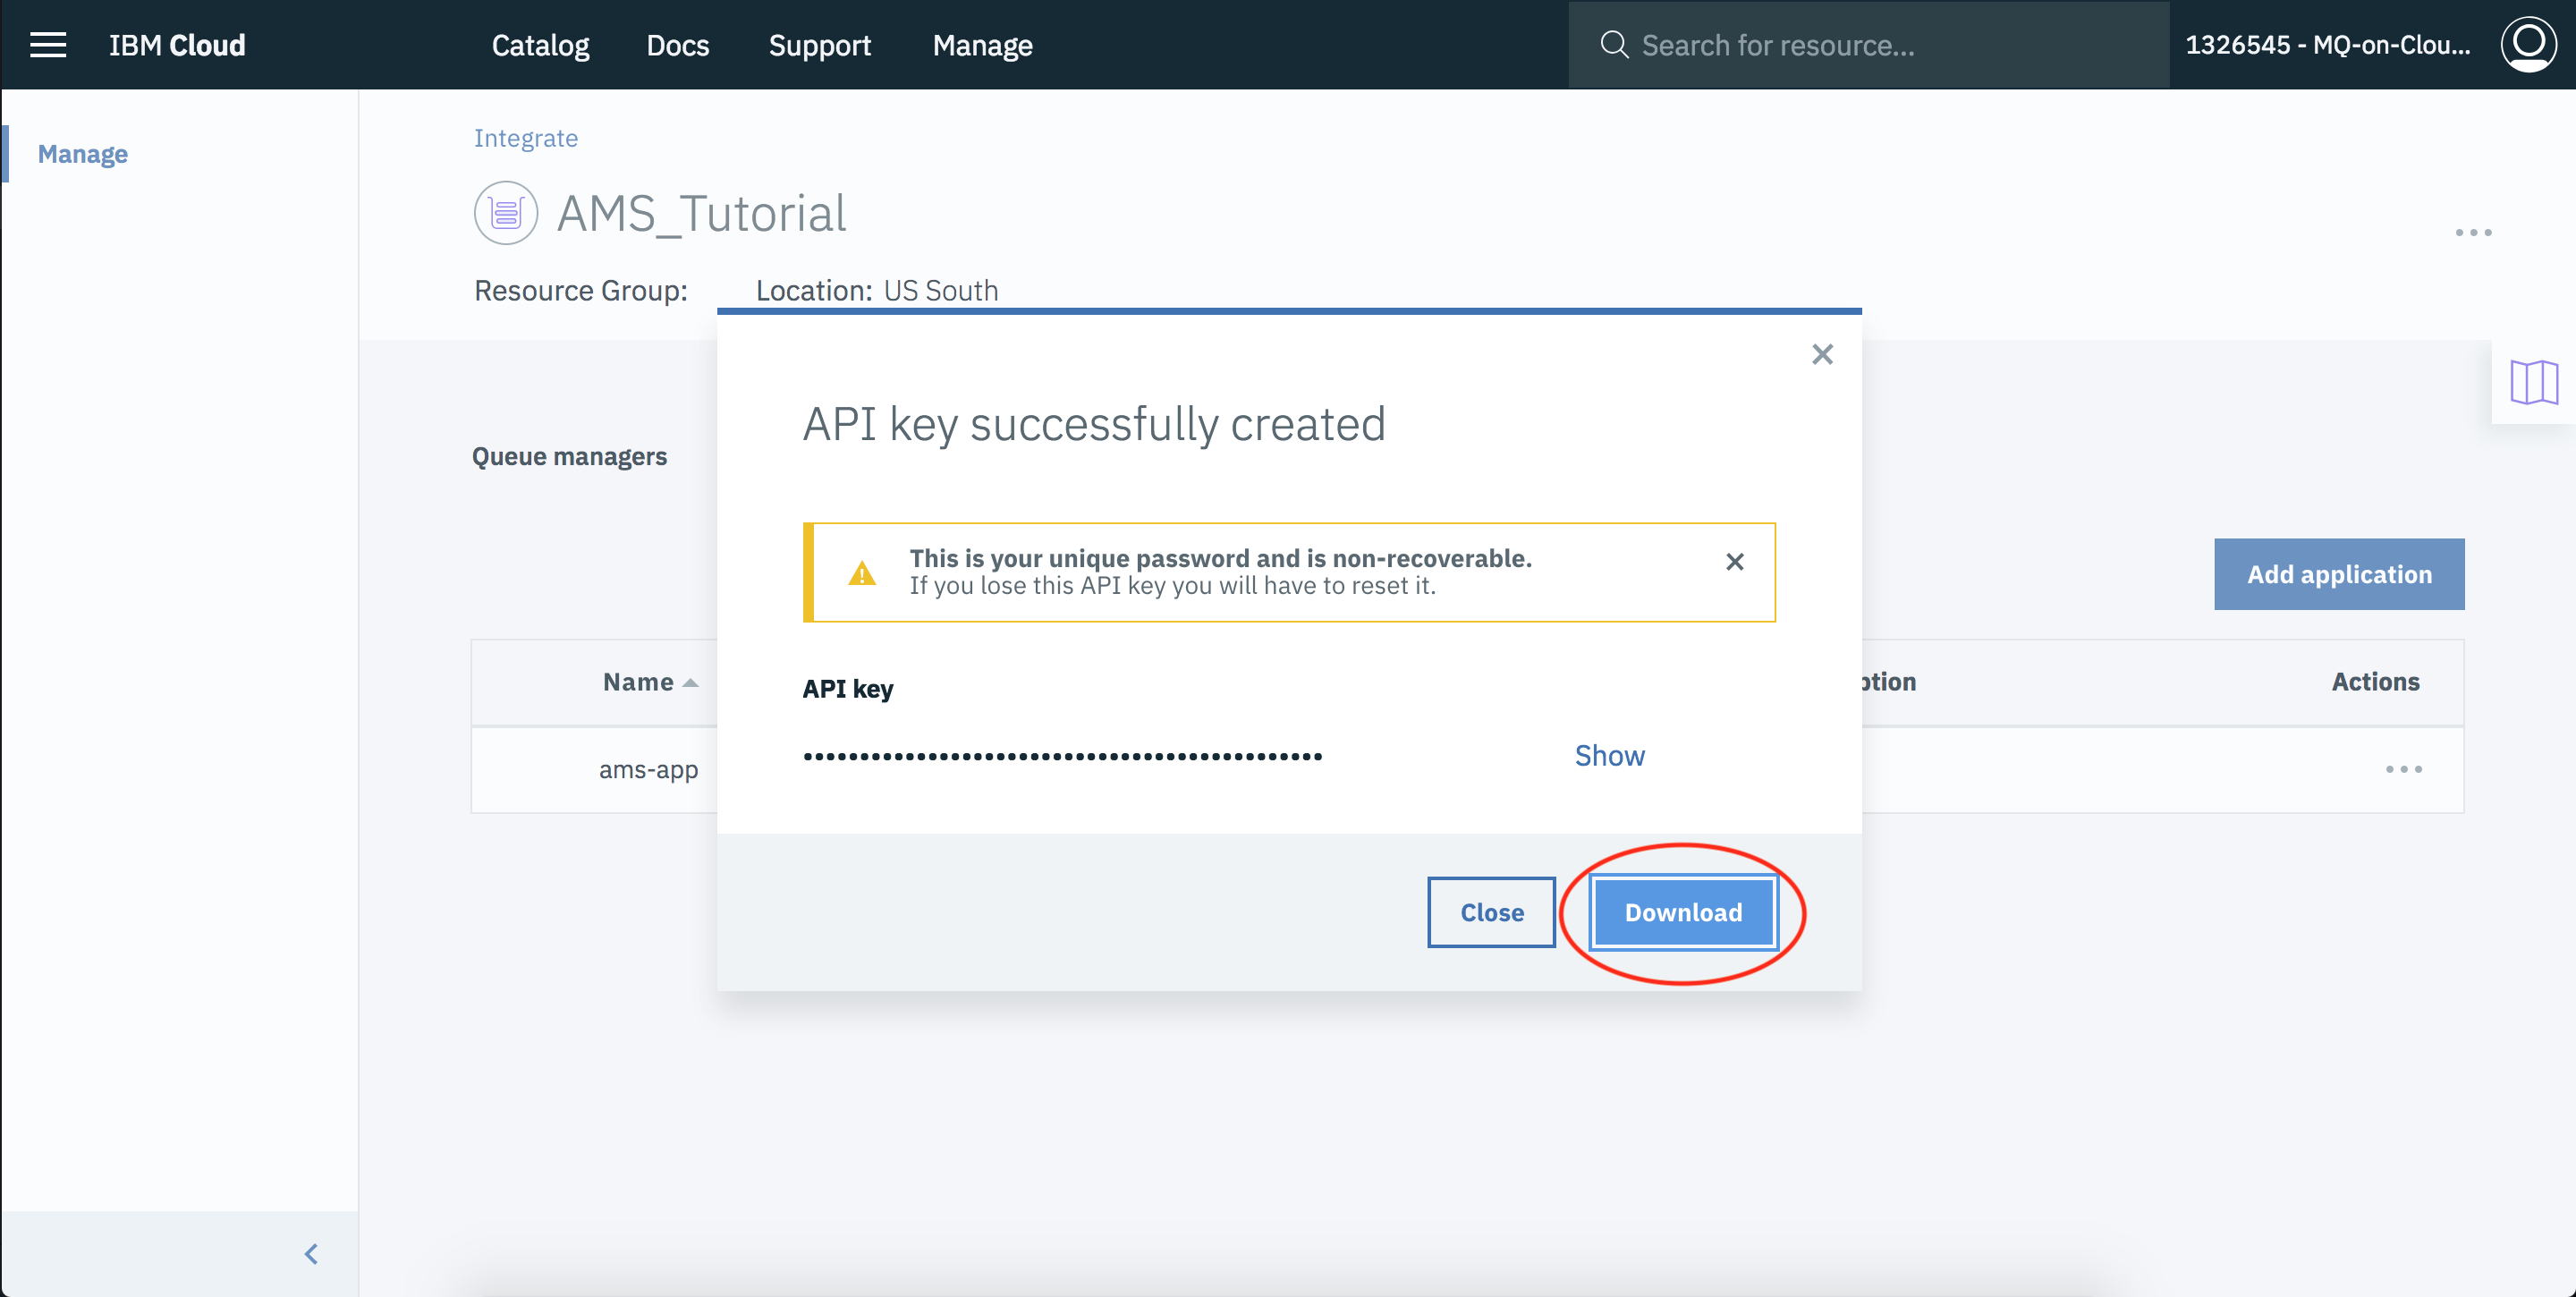 IBM Cloud
Catalog
Docs
Support
Manage
Search for resource...
1326545 - MQ-on-Clou...
Manage
Integrate
AMS_Tutorial
Resource Group:
Location: US South
Queue managers
API key successfully created
This is your unique password and is non-recoverable.
If you lose this API key you will have to reset it.
API key
••••••••••••••••••••••••••••••••••••••••••••••
Show
Close
Download
Add application
Name
ption
Actions
ams-app